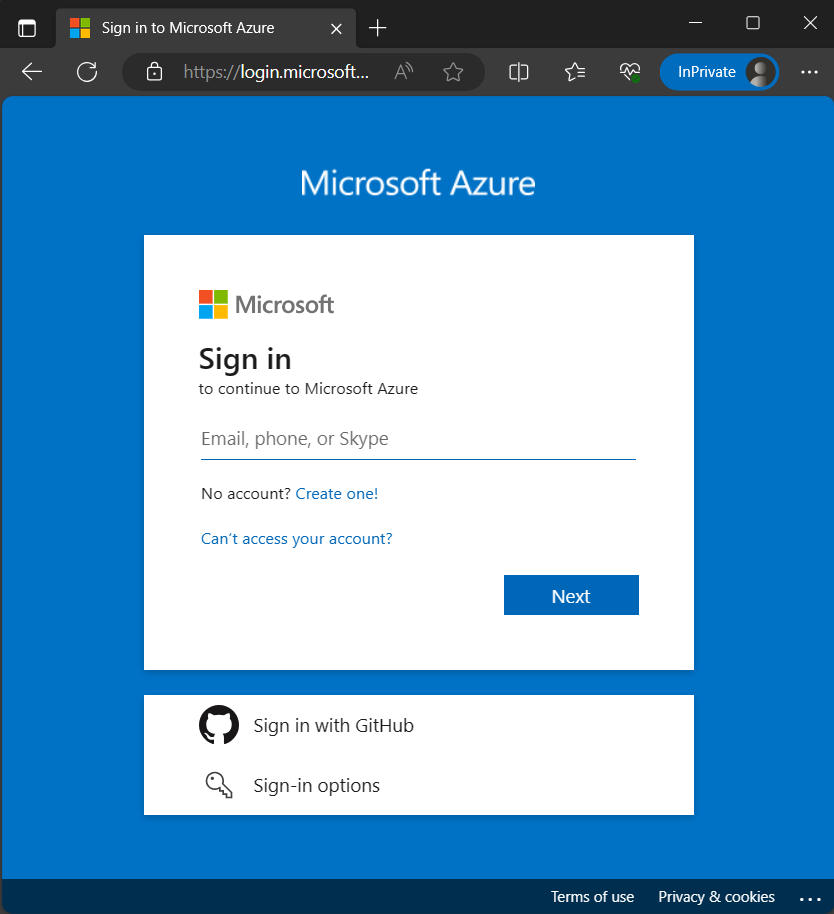 Sign in to Microsoft Azure
https://login.microsoft...
InPrivate
Microsoft Azure
Microsoft
Sign in
to continue to Microsoft Azure
Email, phone, or Skype
No account? Create one!
Can't access your account?
Next
Sign in with GitHub
Sign-in options
Terms of use Privacy & cookies ...